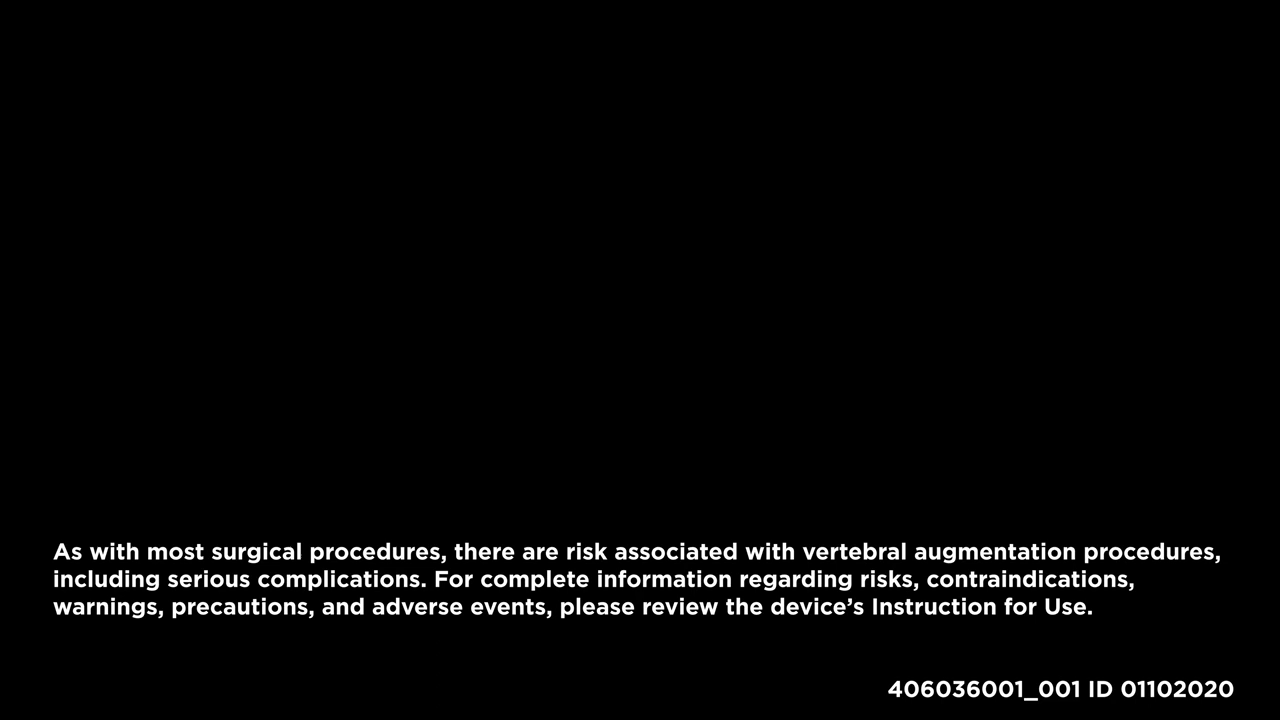 As with most surgical procedures, there are risk associated with vertebral augmentation procedures,
including serious complications. For complete information regarding risks, contraindications,
warnings, precautions, and adverse events, please review the device’s Instruction for Use.
406036001_001 ID 01102020